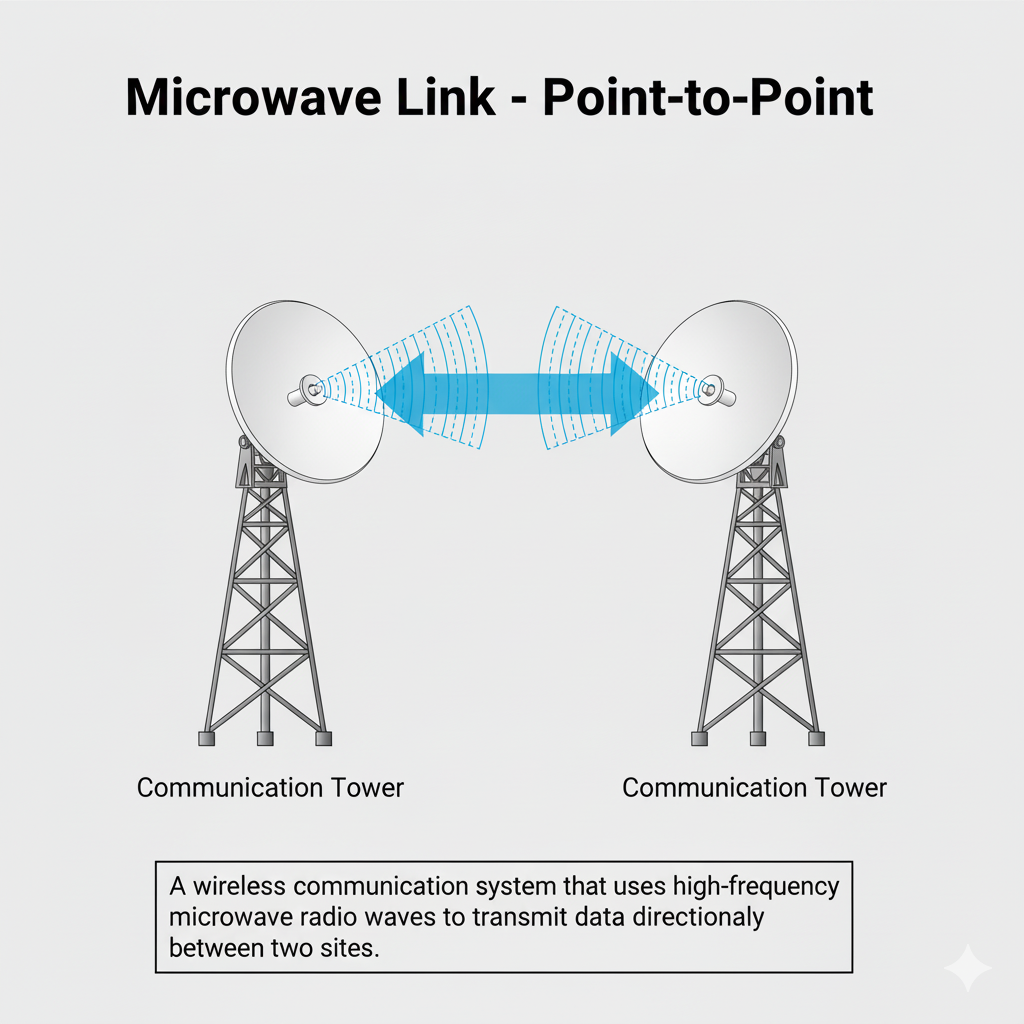 Microwave Link - Point-to-Point
Communication Tower
Communication Tower
A wireless communication system that uses high-frequency
microwave radio waves to transmit data directionaly
between two sites.